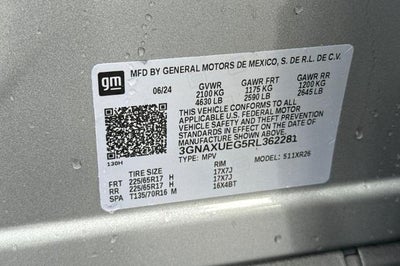 gm MFD BY GENERAL MOTORS DE MEXICO, S. DE R.L. DE C.V.
06/24 GVWR GAWR FRT GAWR RR
2100 KG 1175 KG 1200 KG
4630 LB 2590 LB 2645 LB
THIS VEHICLE CONFORMS TO ALL
APPLICABLE U.S. FEDERAL MOTOR VEHICLE
SAFETY AND THEFT PREVENTION STANDARDS
IN EFFECT ON THE DATE OF
MANUFACTURE SHOWN ABOVE.
3GNAXUEG5RL362281
130H TYPE: MPV MODEL: 511XR26
TIRE SIZE RIM
FRT 225/65R17 H 17X7J
RR 225/65R17 H 17X7J
SPA T135/70R16 M 16X4BT